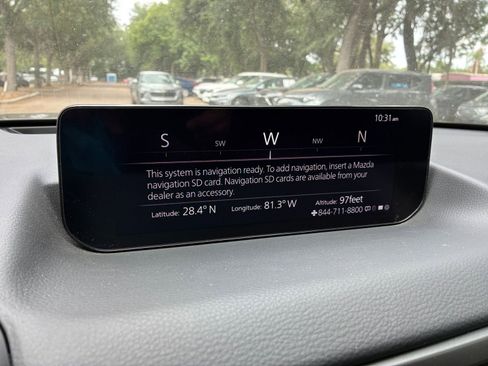 10:31 am
S SW W NW N
This system is navigation ready. To add navigation, insert a Mazda
navigation SD card. Navigation SD cards are available from your
dealer as an accessory.
Latitude: 28.4° N Longitude: 81.3° W Altitude: 97feet
844-711-8800